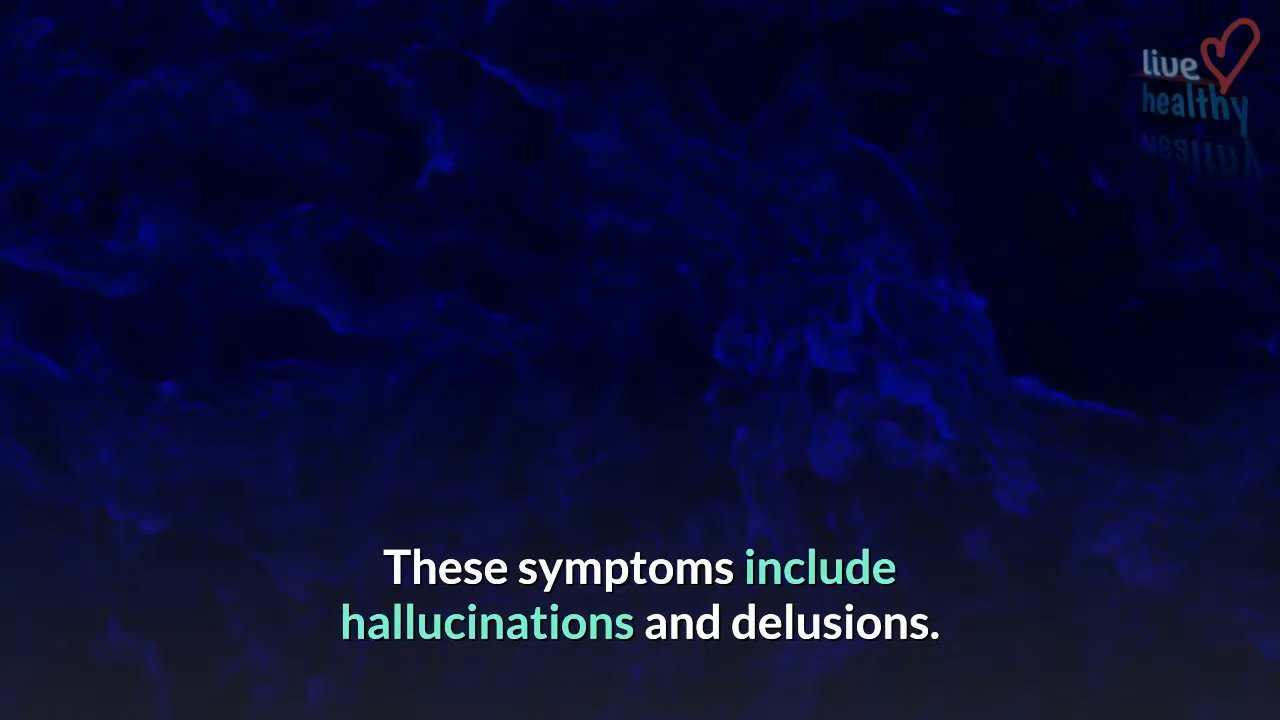 live
healthy
These symptoms include
hallucinations and delusions.